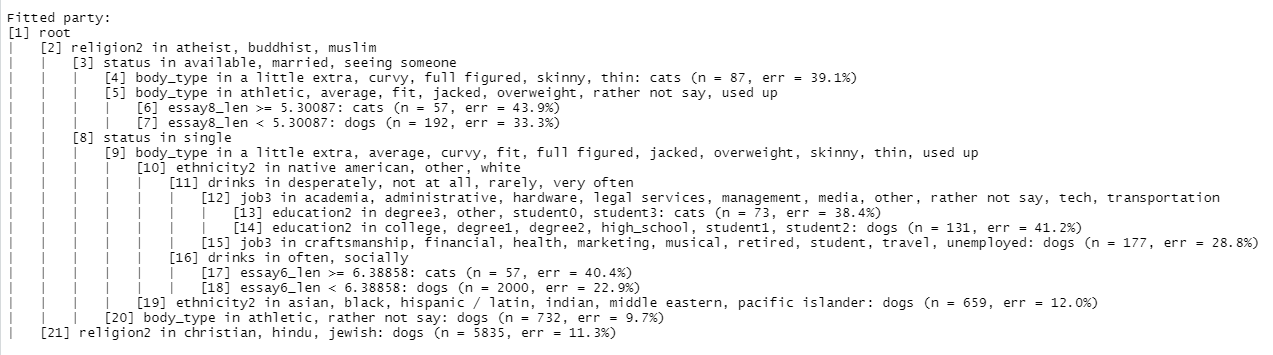 Fitted party:
[1] root
|   [2] religion2 in atheist, buddhist, muslim
|   |   [3] status in available, married, seeing someone
|   |   |   [4] body_type in a little extra, curvy, full figured, skinny, thin: cats (n = 87, err = 39.1%)
|   |   |   [5] body_type in athletic, average, fit, jacked, overweight, rather not say, used up
|   |   |   |   [6] essay8_len >= 5.30087: cats (n = 57, err = 43.9%)
|   |   |   |   [7] essay8_len < 5.30087: dogs (n = 192, err = 33.3%)
|   |   [8] status in single
|   |   |   [9] body_type in a little extra, average, curvy, fit, full figured, jacked, overweight, skinny, thin, used up
|   |   |   |   [10] ethnicity2 in native american, other, white
|   |   |   |   |   [11] drinks in desperately, not at all, rarely, very often
|   |   |   |   |   |   [12] job3 in academia, administrative, hardware, legal services, management, media, other, rather not say, tech, transportation
|   |   |   |   |   |   |   [13] education2 in degree3, other, student0, student3: cats (n = 73, err = 38.4%)
|   |   |   |   |   |   |   [14] education2 in college, degree1, degree2, high_school, student1, student2: dogs (n = 131, err = 41.2%)
|   |   |   |   |   |   [15] job3 in craftsmanship, financial, health, marketing, musical, retired, student, travel, unemployed: dogs (n = 177, err = 28.8%)
|   |   |   |   |   [16] drinks in often, socially
|   |   |   |   |   |   [17] essay6_len >= 6.38858: cats (n = 57, err = 40.4%)
|   |   |   |   |   |   [18] essay6_len < 6.38858: dogs (n = 2000, err = 22.9%)
|   |   |   |   [19] ethnicity2 in asian, black, hispanic / latin, indian, middle eastern, pacific islander: dogs (n = 659, err = 12.0%)
|   |   |   [20] body_type in athletic, rather not say: dogs (n = 732, err = 9.7%)
|   [21] religion2 in christian, hindu, jewish: dogs (n = 5835, err = 11.3%)